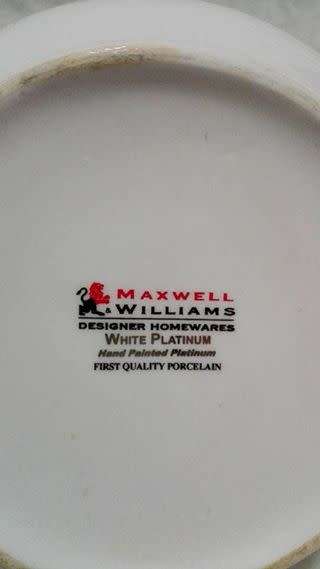 MAXWELL
& WILLIAMS
DESIGNER HOMEWARES
WHITE PLATINUM
Hand Painted Platinum
FIRST QUALITY PORCELAIN